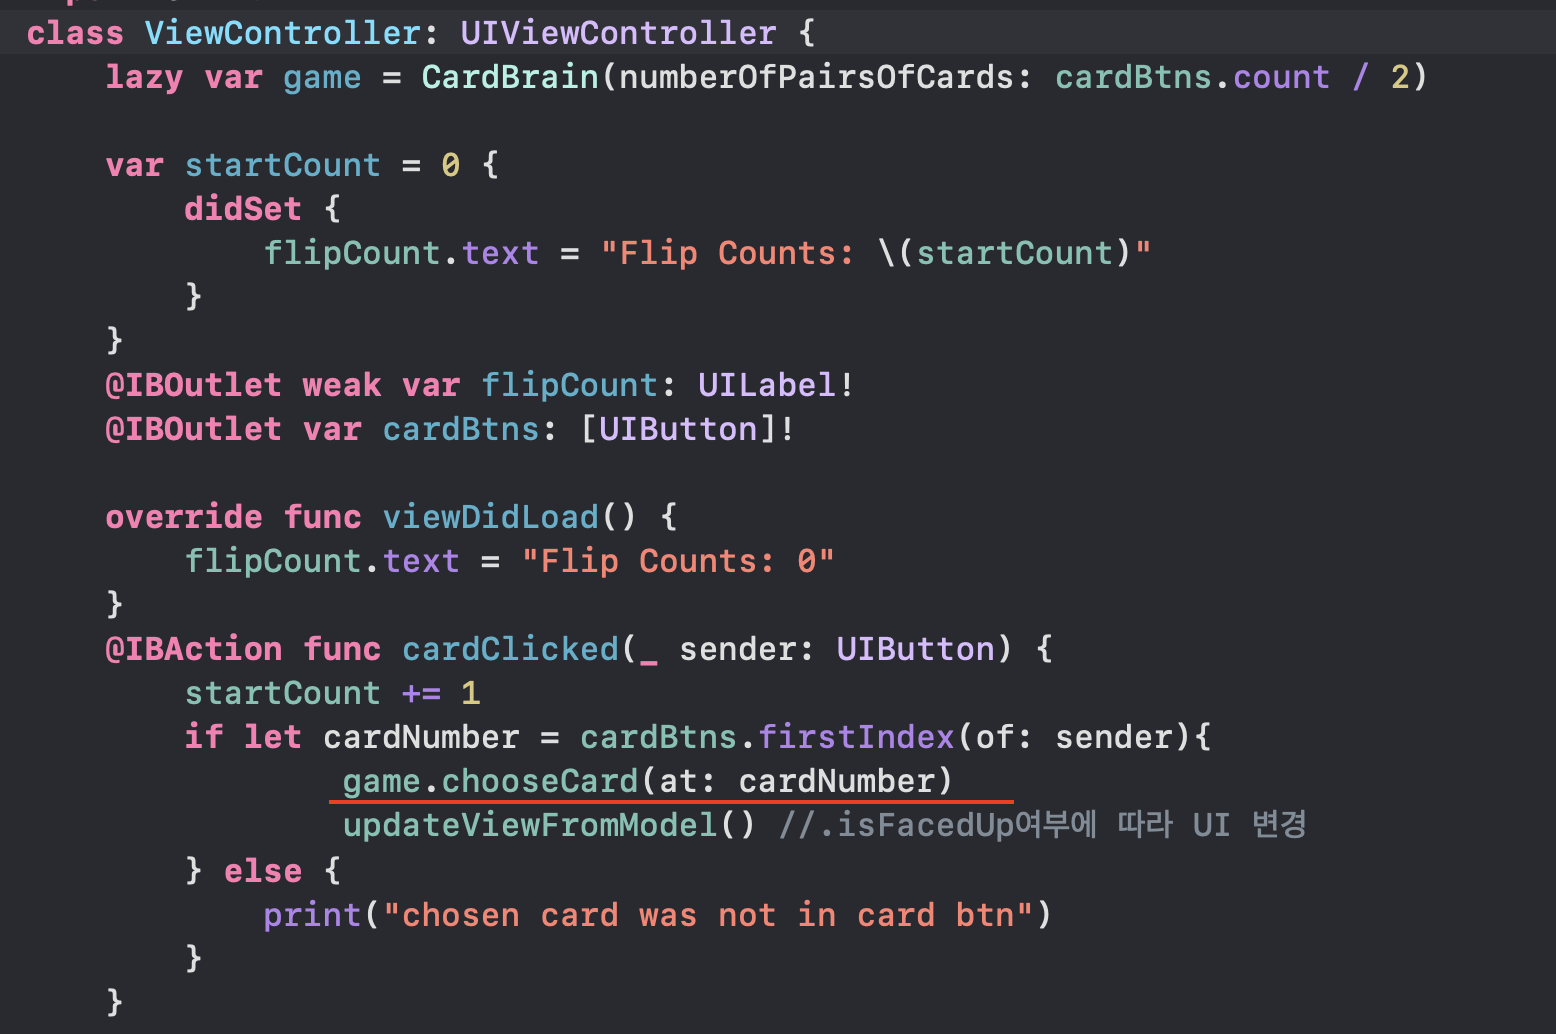 class ViewController: UIViewController {
    lazy var game = CardBrain(numberOfPairsOfCards: cardBtns.count / 2)

    var startCount = 0 {
        didSet {
            flipCount.text = "Flip Counts: \(startCount)"
        }
    }
    @IBOutlet weak var flipCount: UILabel!
    @IBOutlet var cardBtns: [UIButton]!

    override func viewDidLoad() {
        flipCount.text = "Flip Counts: 0"
    }
    @IBAction func cardClicked(_ sender: UIButton) {
        startCount += 1
        if let cardNumber = cardBtns.firstIndex(of: sender){
                game.chooseCard(at: cardNumber)
                updateViewFromModel() //.isFacedUp여부에 따라 UI 변경
        } else {
            print("chosen card was not in card btn")
        }
    }